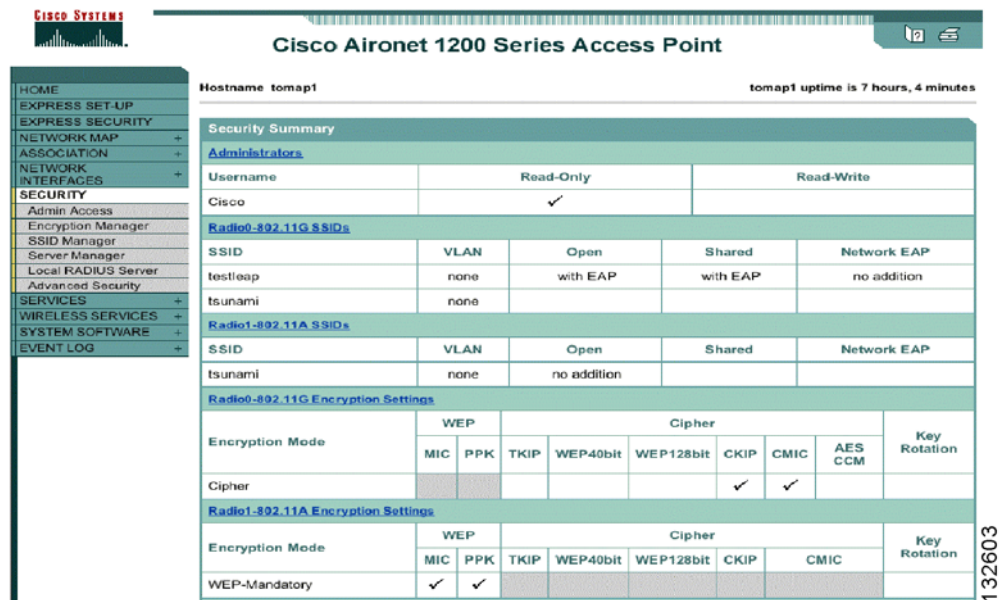 CISCO SYSTEMS
Cisco Aironet 1200 Series Access Point
Hostname tomap1
tomap1 uptime is 7 hours, 4 minutes
HOME
EXPRESS SET-UP
EXPRESS SECURITY
NETWORK MAP +
ASSOCIATION +
NETWORK
INTERFACES +
SECURITY
Admin Access
Encryption Manager
SSID Manager
Server Manager
Local RADIUS Server
Advanced Security
SERVICES +
WIRELESS SERVICES +
SYSTEM SOFTWARE +
EVENT LOG +
Security Summary
Administrators
Username Read-Only Read-Write
Cisco ✓
Radio0-802.11G SSIDs
SSID VLAN Open Shared Network EAP
testleap none with EAP with EAP no addition
tsunami none
Radio1-802.11A SSIDs
SSID VLAN Open Shared Network EAP
tsunami none no addition
Radio0-802.11G Encryption Settings
Encryption Mode WEP Cipher Key Rotation
MIC PPK TKIP WEP40bit WEP128bit CKIP CMIC AES CCM
Cipher ✓ ✓
Radio1-802.11A Encryption Settings
Encryption Mode WEP Cipher Key Rotation
MIC PPK TKIP WEP40bit WEP128bit CKIP CMIC
WEP-Mandatory ✓ ✓
132603